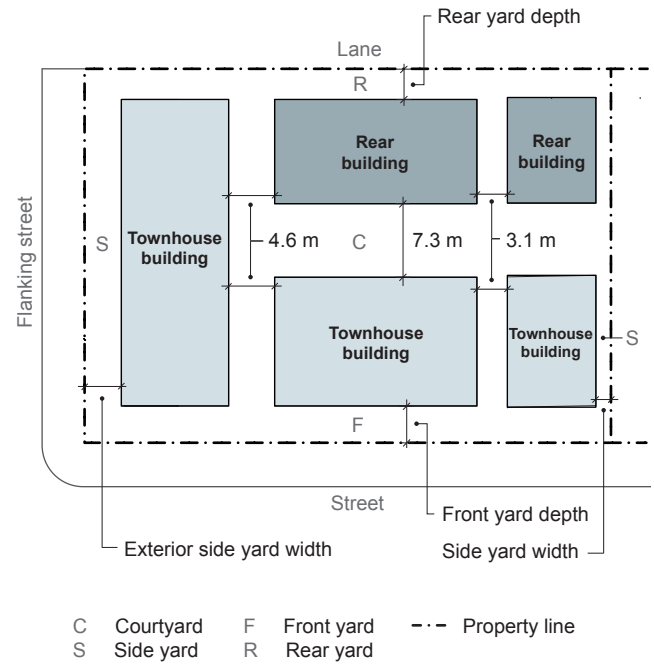 Rear yard depth
Lane
R
Rear
building
Rear
building
Flanking street
S
Townhouse
building
4.6 m
C
7.3 m
3.1 m
Townhouse
building
Townhouse
building
S
F
Street
Front yard depth
Exterior side yard width
Side yard width
C Courtyard F Front yard Property line
S Side yard R Rear yard